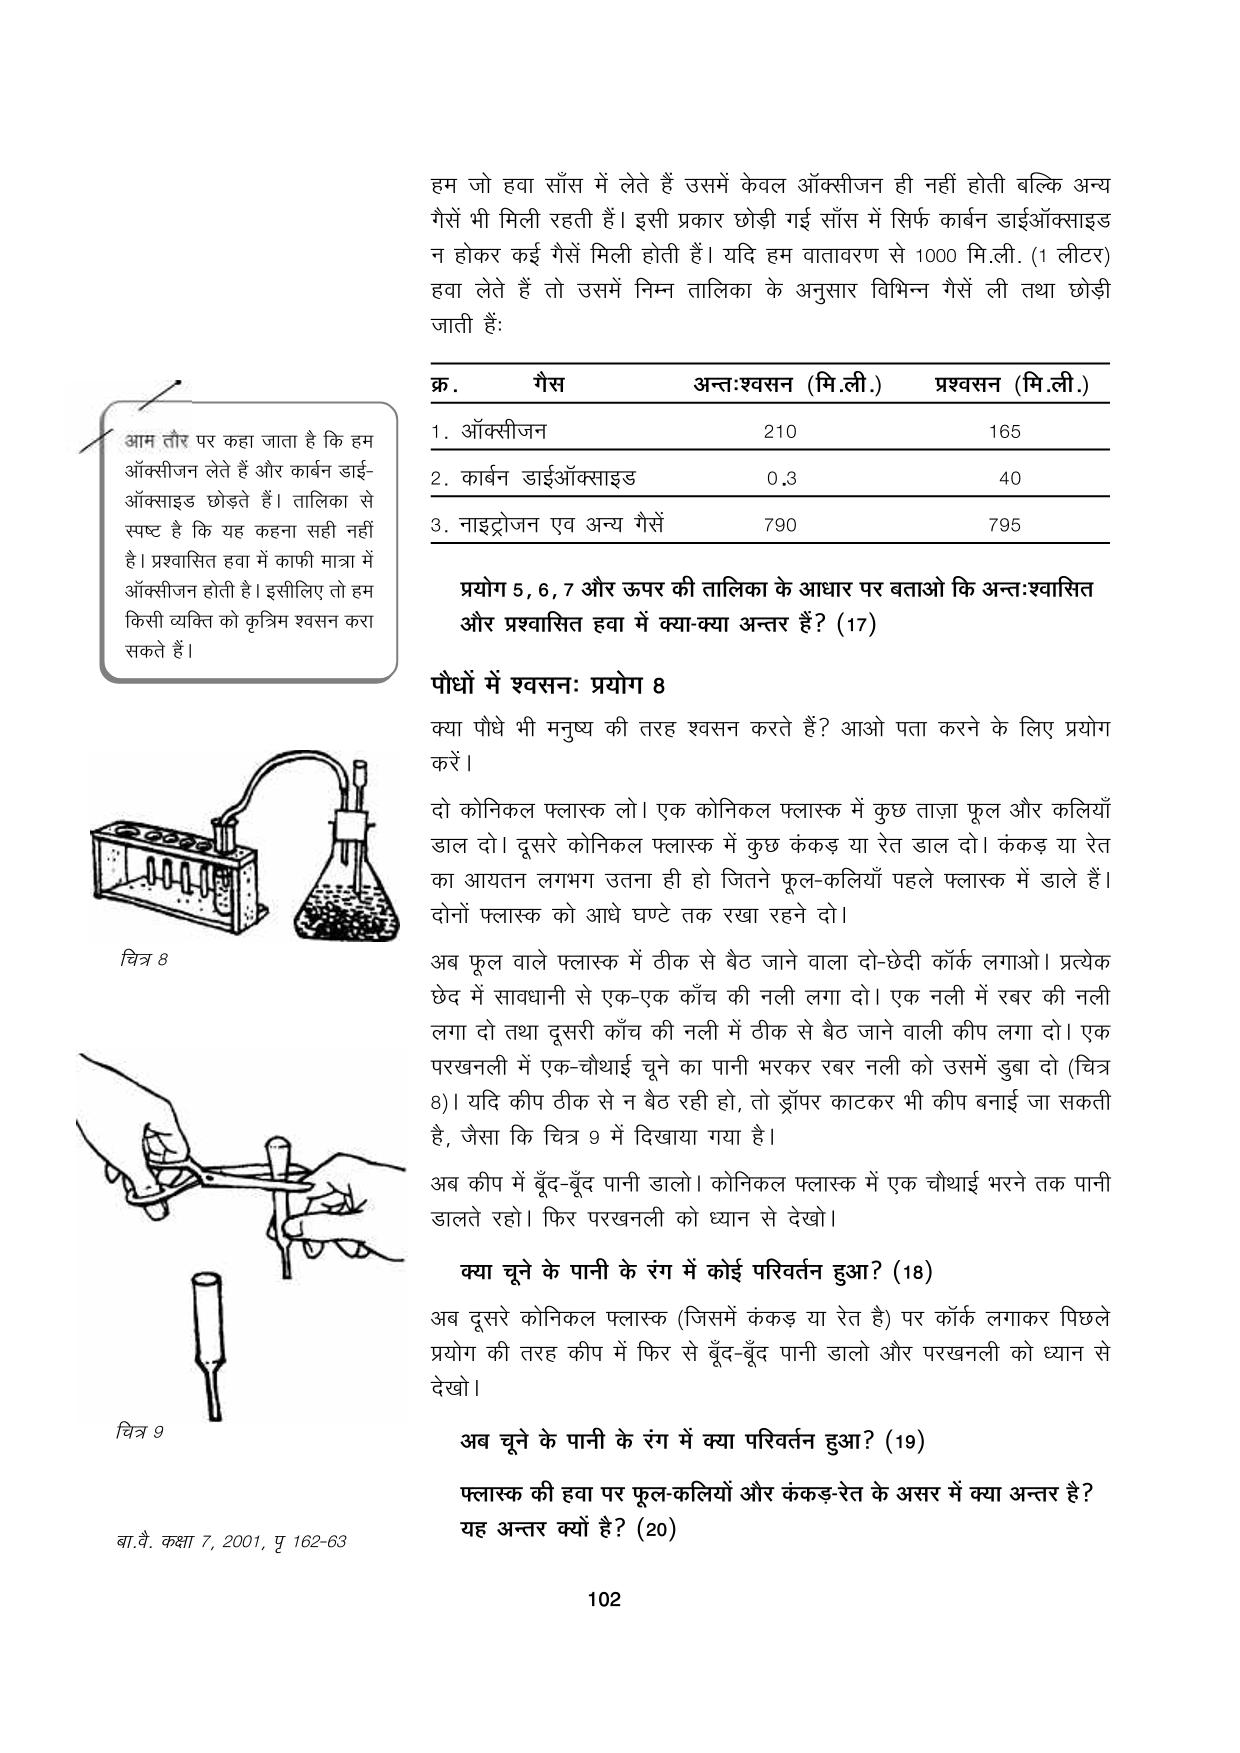 हम जो हवा साँस में लेते हैं उसमें केवल ऑक्सीजन ही नहीं होती बल्कि अन्य
गैसें भी मिली रहती हैं। इसी प्रकार छोड़ी गई साँस में सिर्फ कार्बन डाईऑक्साइड
न होकर कई गैसें मिली होती हैं। यदि हम वातावरण से 1000 मि.ली. (1 लीटर)
हवा लेते हैं तो उसमें निम्न तालिका के अनुसार विभिन्न गैसें ली तथा छोड़ी
जाती हैं:
क्र. गैस अन्तःश्वसन (मि.ली.) प्रश्वसन (मि.ली.)
1. ऑक्सीजन 210 165
2. कार्बन डाईऑक्साइड 0.3 40
3. नाइट्रोजन एव अन्य गैसें 790 795
आम तौर पर कहा जाता है कि हम
ऑक्सीजन लेते हैं और कार्बन डाई-
ऑक्साइड छोड़ते हैं। तालिका से
स्पष्ट है कि यह कहना सही नहीं
है। प्रश्वासित हवा में काफी मात्रा में
ऑक्सीजन होती है। इसीलिए तो हम
किसी व्यक्ति को कृत्रिम श्वसन करा
सकते हैं।
प्रयोग 5, 6, 7 और ऊपर की तालिका के आधार पर बताओ कि अन्तःश्वासित
और प्रश्वासित हवा में क्या-क्या अन्तर हैं? (17)
पौधों में श्वसनः प्रयोग 8
क्या पौधे भी मनुष्य की तरह श्वसन करते हैं? आओ पता करने के लिए प्रयोग
करें।
दो कोनिकल फ्लास्क लो। एक कोनिकल फ्लास्क में कुछ ताज़ा फूल और कलियाँ
डाल दो। दूसरे कोनिकल फ्लास्क में कुछ कंकड़ या रेत डाल दो। कंकड़ या रेत
का आयतन लगभग उतना ही हो जितने फूल-कलियाँ पहले फ्लास्क में डाले हैं।
दोनों फ्लास्क को आधे घण्टे तक रखा रहने दो।
चित्र 8
अब फूल वाले फ्लास्क में ठीक से बैठ जाने वाला दो-छेदी कॉर्क लगाओ। प्रत्येक
छेद में सावधानी से एक-एक काँच की नली लगा दो। एक नली में रबर की नली
लगा दो तथा दूसरी काँच की नली में ठीक से बैठ जाने वाली कीप लगा दो। एक
परखनली में एक-चौथाई चूने का पानी भरकर रबर नली को उसमें डुबा दो (चित्र
8)। यदि कीप ठीक से न बैठ रही हो, तो ड्रॉपर काटकर भी कीप बनाई जा सकती
है, जैसा कि चित्र 9 में दिखाया गया है।
अब कीप में बूँद-बूँद पानी डालो। कोनिकल फ्लास्क में एक चौथाई भरने तक पानी
डालते रहो। फिर परखनली को ध्यान से देखो।
क्या चूने के पानी के रंग में कोई परिवर्तन हुआ? (18)
अब दूसरे कोनिकल फ्लास्क (जिसमें कंकड़ या रेत है) पर कॉर्क लगाकर पिछले
प्रयोग की तरह कीप में फिर से बूँद-बूँद पानी डालो और परखनली को ध्यान से
देखो।
चित्र 9
अब चूने के पानी के रंग में क्या परिवर्तन हुआ? (19)
फ्लास्क की हवा पर फूल-कलियों और कंकड़-रेत के असर में क्या अन्तर है?
यह अन्तर क्यों है? (20)
बा.वै. कक्षा 7, 2001, पृ 162-63
102